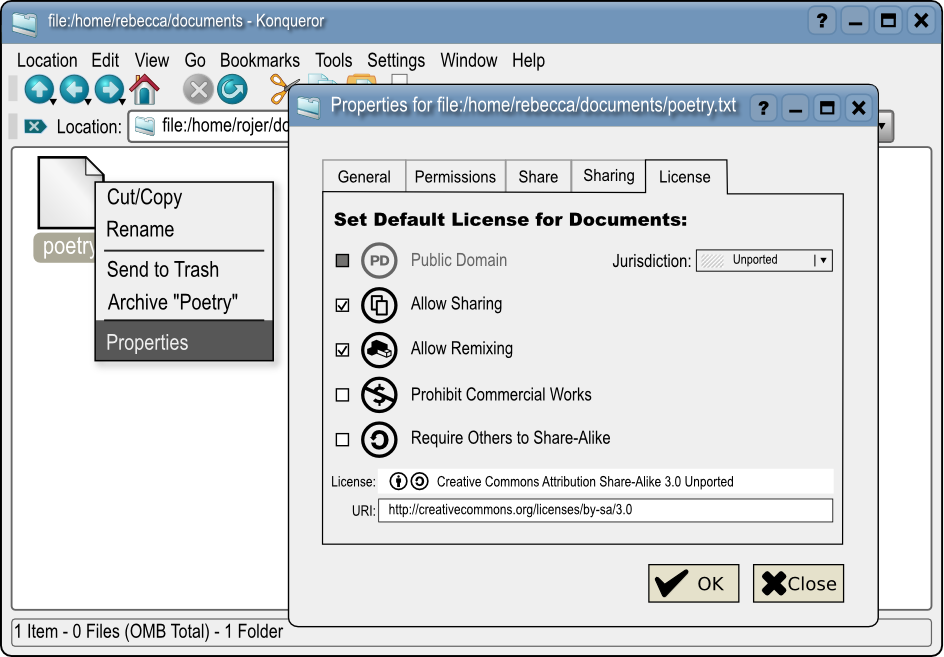 file:/home/rebecca/documents - Konqueror
?
Location Edit View Go Bookmarks Tools Settings Window Help
Location: file:/home/rojer/do
Properties for file:/home/rebecca/documents/poetry.txt ?
poetry
Cut/Copy
Rename
Send to Trash
Archive "Poetry"
Properties
General Permissions Share Sharing License
Set Default License for Documents:
PD Public Domain Jurisdiction: Unported
Allow Sharing
Allow Remixing
$ Prohibit Commercial Works
Require Others to Share-Alike
License: Creative Commons Attribution Share-Alike 3.0 Unported
URI: http://creativecommons.org/licenses/by-sa/3.0
OK Close
1 Item - 0 Files (OMB Total) - 1 Folder